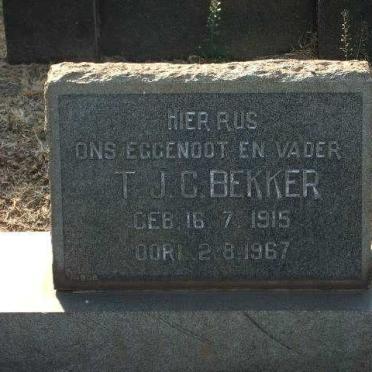 HIER RUS
ONS EGGENOOT EN VADER
T. J. C. BEKKER
GEB. 16. 7. 1915
OORL. 2. 8. 1967